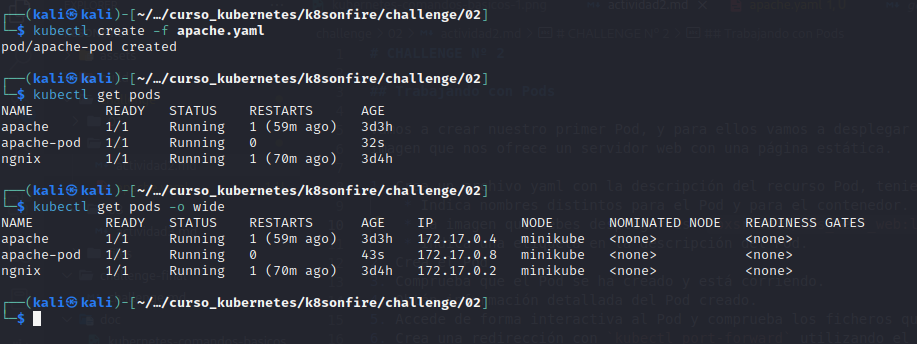 ┌──(kali㉿kali)-[~/…/curso_kubernetes/k8sonfire/challenge/02]
└─$ kubectl create -f apache.yaml
pod/apache-pod created
┌──(kali㉿kali)-[~/…/curso_kubernetes/k8sonfire/challenge/02]
└─$ kubectl get pods
NAME         READY   STATUS    RESTARTS      AGE
apache       1/1     Running   1 (59m ago)   3d3h
apache-pod   1/1     Running   0             32s
ngnix        1/1     Running   1 (70m ago)   3d4h
┌──(kali㉿kali)-[~/…/curso_kubernetes/k8sonfire/challenge/02]
└─$ kubectl get pods -o wide
NAME         READY   STATUS    RESTARTS      AGE    IP           NODE       NOMINATED NODE   READINESS GATES
apache       1/1     Running   1 (59m ago)   3d3h   172.17.0.4   minikube   <none>           <none>
apache-pod   1/1     Running   0             43s    172.17.0.8   minikube   <none>           <none>
ngnix        1/1     Running   1 (70m ago)   3d4h   172.17.0.2   minikube   <none>           <none>
┌──(kali㉿kali)-[~/…/curso_kubernetes/k8sonfire/challenge/02]
└─$